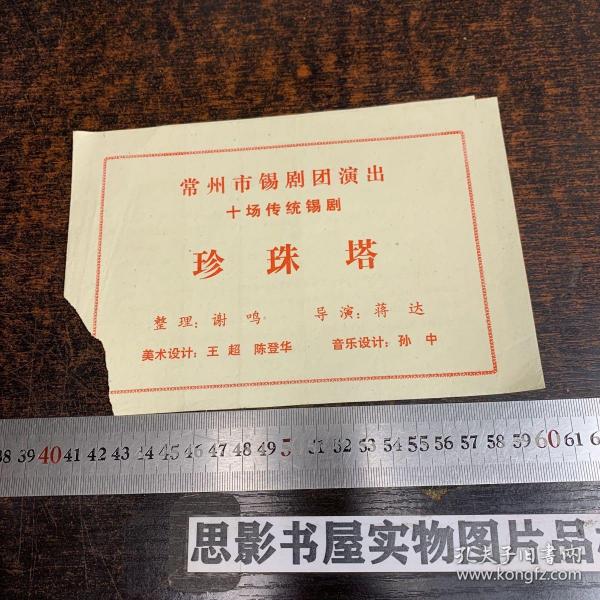 常州市锡剧团演出
十场传统锡剧
珍珠塔
整理：谢鸣 导演：蒋达
美术设计：王超 陈登华 音乐设计：孙中
38 39 40 41 42 43 44 45 46 47 48 49 50 51 52 53 54 55 56 57 58 59 60 61
思影书屋实物图片品
孔夫子旧书网
www.kongfz.com